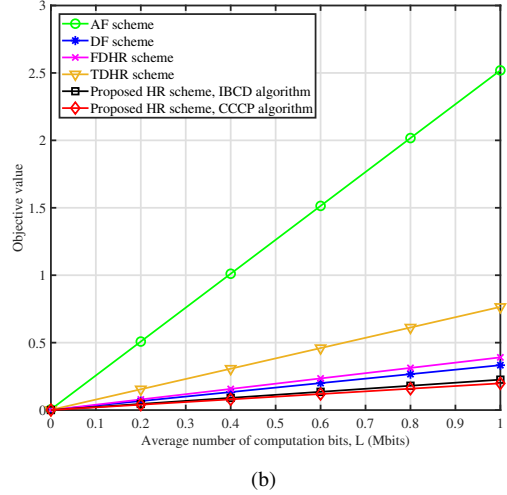 3
2.5
2
1.5
1
0.5
0
Objective value
AF scheme
DF scheme
FDHR scheme
TDHR scheme
Proposed HR scheme, IBCD algorithm
Proposed HR scheme, CCCP algorithm
0 0.1 0.2 0.3 0.4 0.5 0.6 0.7 0.8 0.9 1
Average number of computation bits, L (Mbits)
(b)